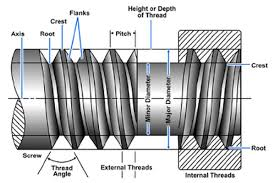 Flanks
Crest
Height or Depth
of Thread
Axis
Root
Pitch
Crest
Minor Diameter
Major Diameter
Root
Screw
Thread
Angle
External Threads
Internal Threads